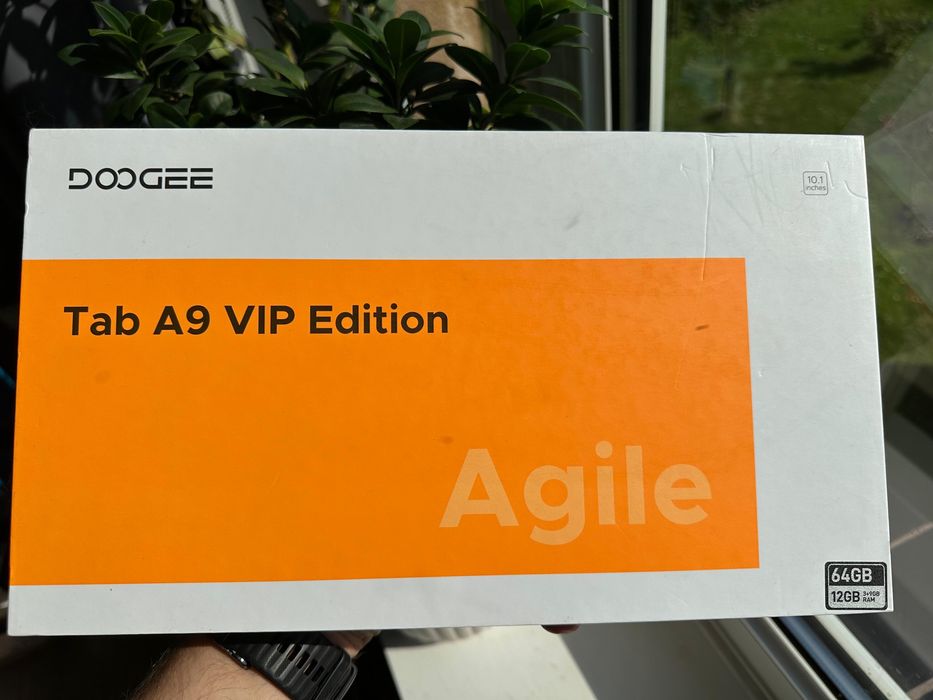 DOOGEE
10.1
inches
Tab A9 VIP Edition
Agile
64GB
12GB 3+9GB
RAM